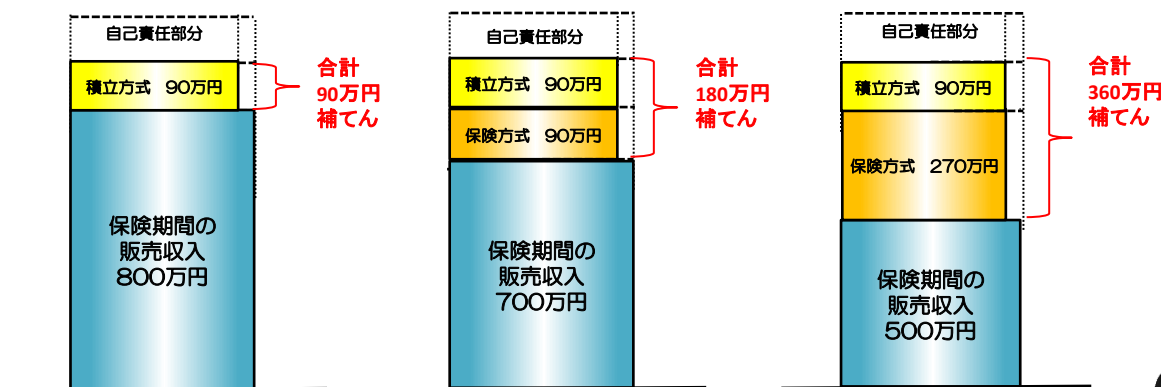 自己責任部分
積立方式 90万円
合計
90万円
補てん
保険期間の
販売収入
800万円
自己責任部分
積立方式 90万円
保険方式 90万円
合計
180万円
補てん
保険期間の
販売収入
700万円
自己責任部分
積立方式 90万円
保険方式 270万円
合計
360万円
補てん
保険期間の
販売収入
500万円